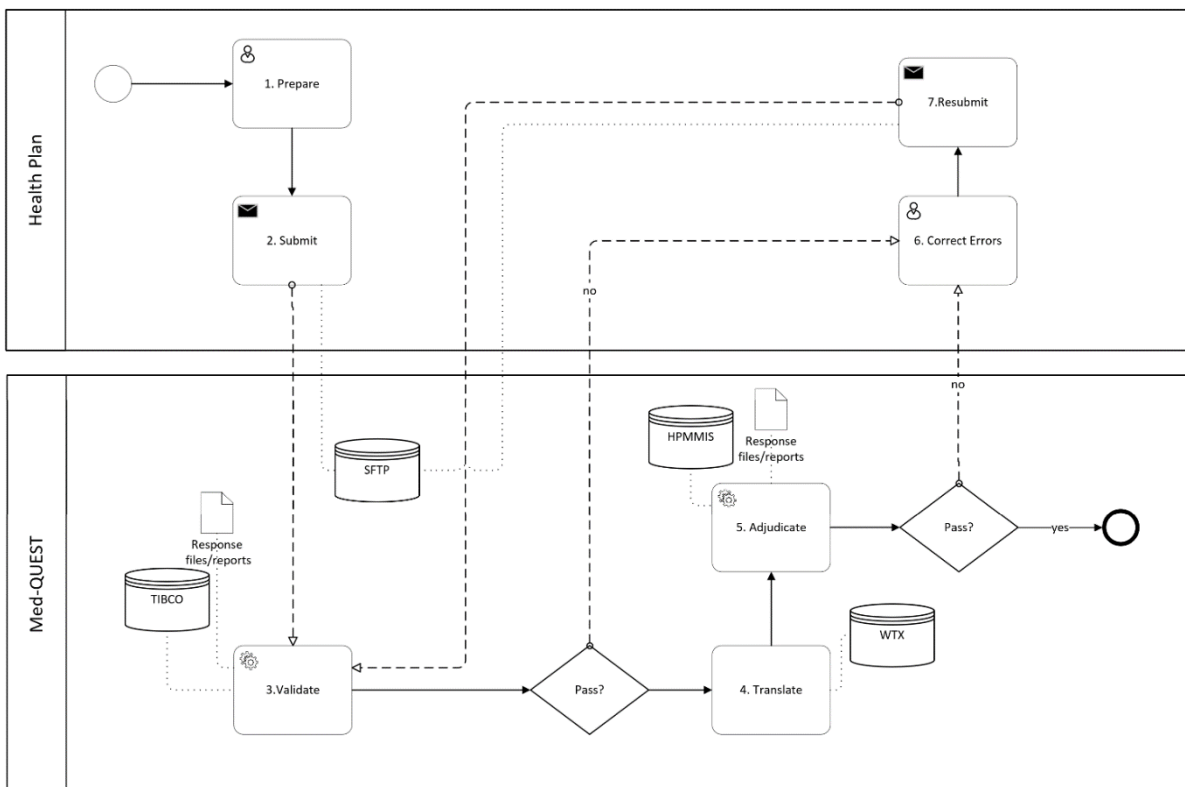 Health Plan
1. Prepare
2. Submit
7.Resubmit
6. Correct Errors
no
no
Med-QUEST
SFTP
HPMMIS
Response
files/reports
5. Adjudicate
Pass?
yes
Response
files/reports
TIBCO
3.Validate
Pass?
4. Translate
WTX